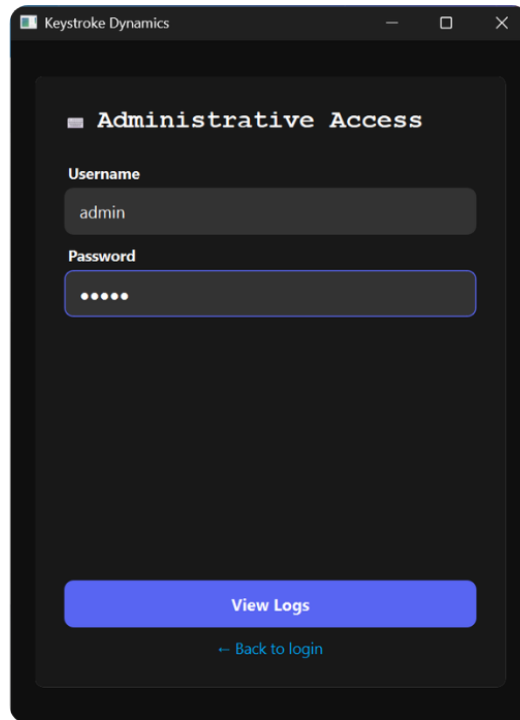 Keystroke Dynamics
Administrative Access
Username
admin
Password
●●●●●
View Logs
← Back to login